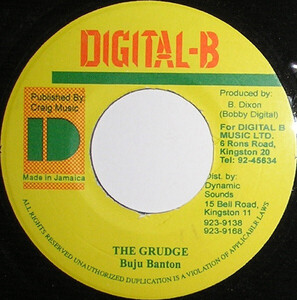 DIGITAL-B
Published By:
Craig Music
D
Made in Jamaica
Produced by:
B. Dixon
(Bobby Digital)
For DIGITAL B
MUSIC LTD.
6 Rons Road,
Kingston 20
Tel: 92-45634
Dist. by:
Dynamic
Sounds
15 Bell Road,
Kingston 11
923-9138
923-9168
THE GRUDGE
Buju Banton
ALL RIGHTS RESERVED UNAUTHORIZED DUPLICATION IS A VIOLATION OF APPLICABLE LAWS